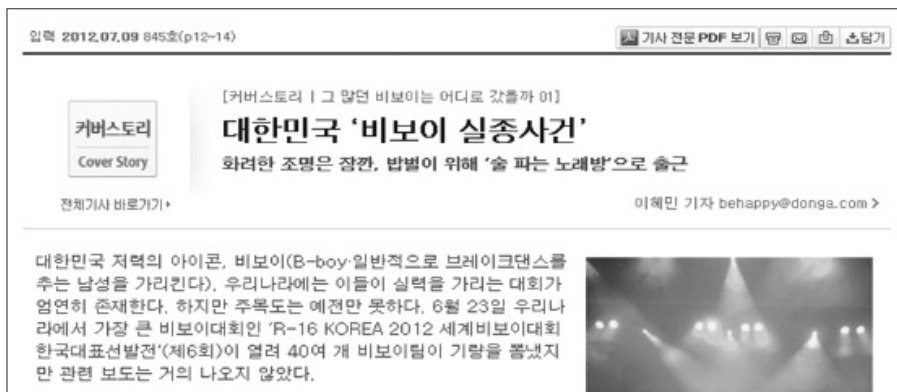 입력 2012.07.09 845호(p12~14)
기사 전문 PDF 보기 담기
[커버스토리 | 그 많던 비보이는 어디로 갔을까 01]
커버스토리
Cover Story
대한민국 ‘비보이 실종사건’
화려한 조명은 잠깐, 밥벌이 위해 ‘술 파는 노래방’으로 출근
전체기사 바로가기
이혜민 기자 behappy@donga.com
대한민국 저력의 아이콘, 비보이(B-boy·일반적으로 브레이크댄스를
추는 남성을 가리킨다). 우리나라에는 이들이 실력을 가리는 대회가
엄연히 존재한다. 하지만 주목도는 예전만 못하다. 6월 23일 우리나
라에서 가장 큰 비보이대회인 ‘R-16 KOREA 2012 세계비보이대회
한국대표선발전’(제6회)이 열려 40여 개 비보이팀이 기량을 뽐냈지
만 관련 보도는 거의 나오지 않았다.